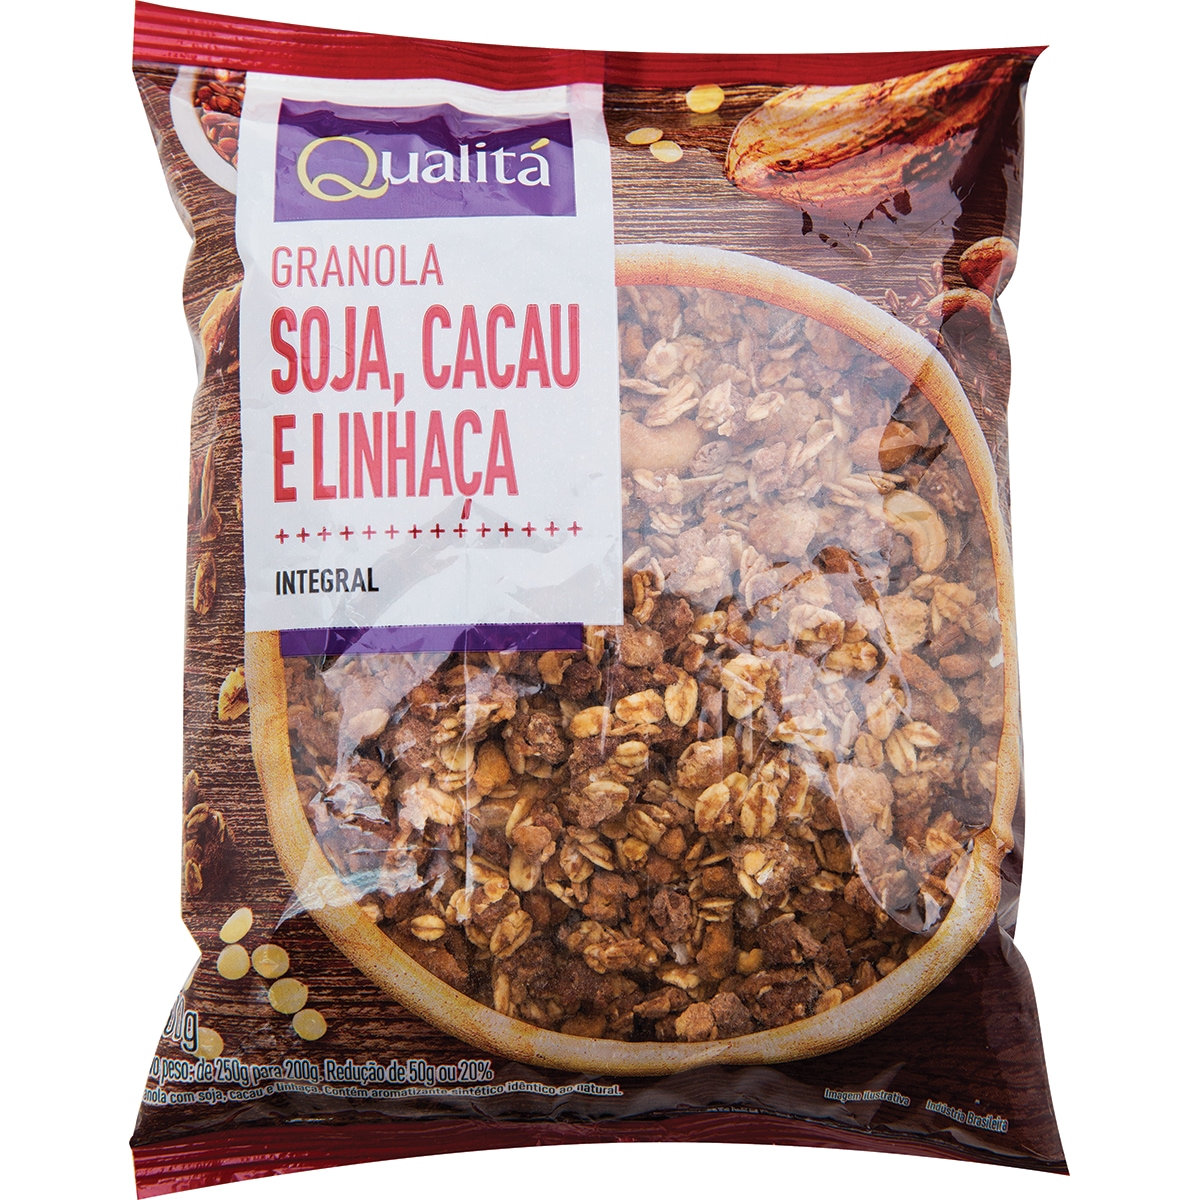 Qualitá
GRANOLA
SOJA, CACAU
E LINHAÇA
INTEGRAL
peso: de 250g para 200g. Redução de 50g ou 20%
com soja, cacau e linhaça. Contém aromatizante sintético idêntico ao natural.
Imagem ilustrativa
Indústria Brasileira